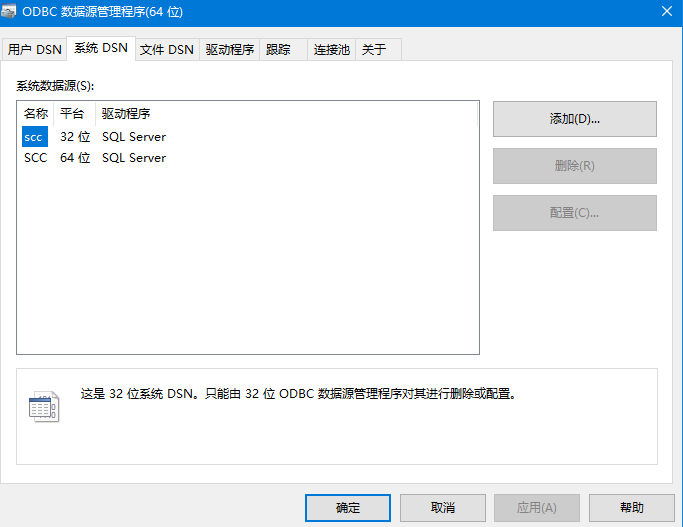 ODBC 数据源管理程序(64 位)
用户 DSN 系统 DSN 文件 DSN 驱动程序 跟踪 连接池 关于
系统数据源(S):
名称 平台 驱动程序
scc 32 位 SQL Server
SCC 64 位 SQL Server
添加(D)...
删除(R)
配置(C)...
这是 32 位系统 DSN。只能由 32 位 ODBC 数据源管理程序对其进行删除或配置。
确定 取消 应用(A) 帮助